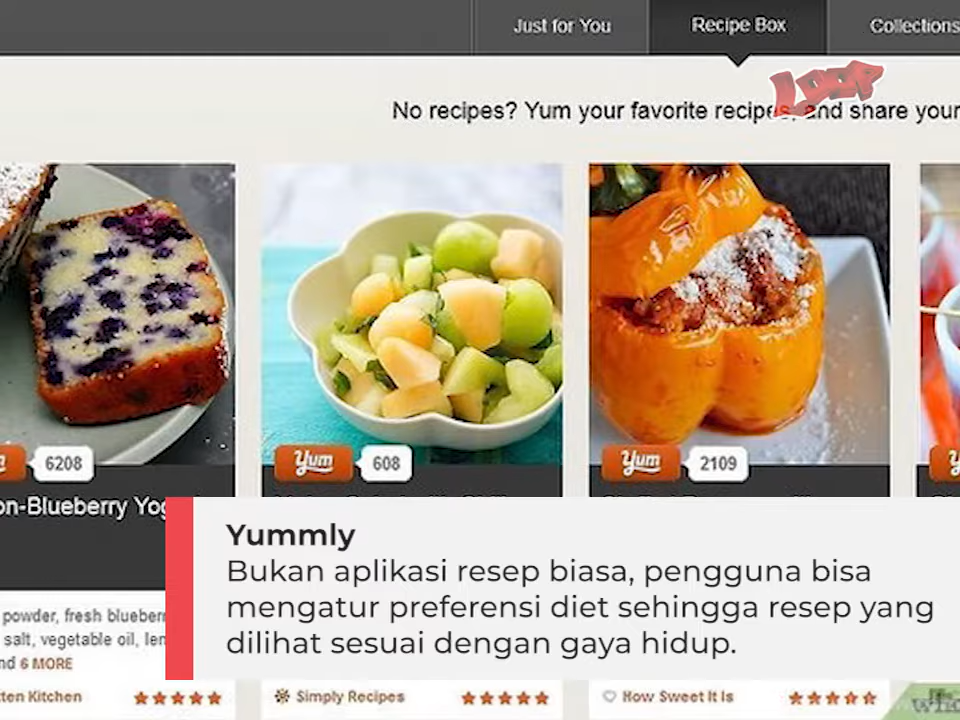 Just for You
Recipe Box
Collections
No recipes? Yum your favorite recipes, and share your
LOOP
6208
Yum
608
Yum
2109
on-Blueberry Yog
Yummly
Bukan aplikasi resep biasa, pengguna bisa
mengatur preferensi diet sehingga resep yang
dilihat sesuai dengan gaya hidup.
powder, fresh blueberr
salt, vegetable oil, len
nd 6 MORE
tten Kitchen
Simply Recipes
How Sweet It Is